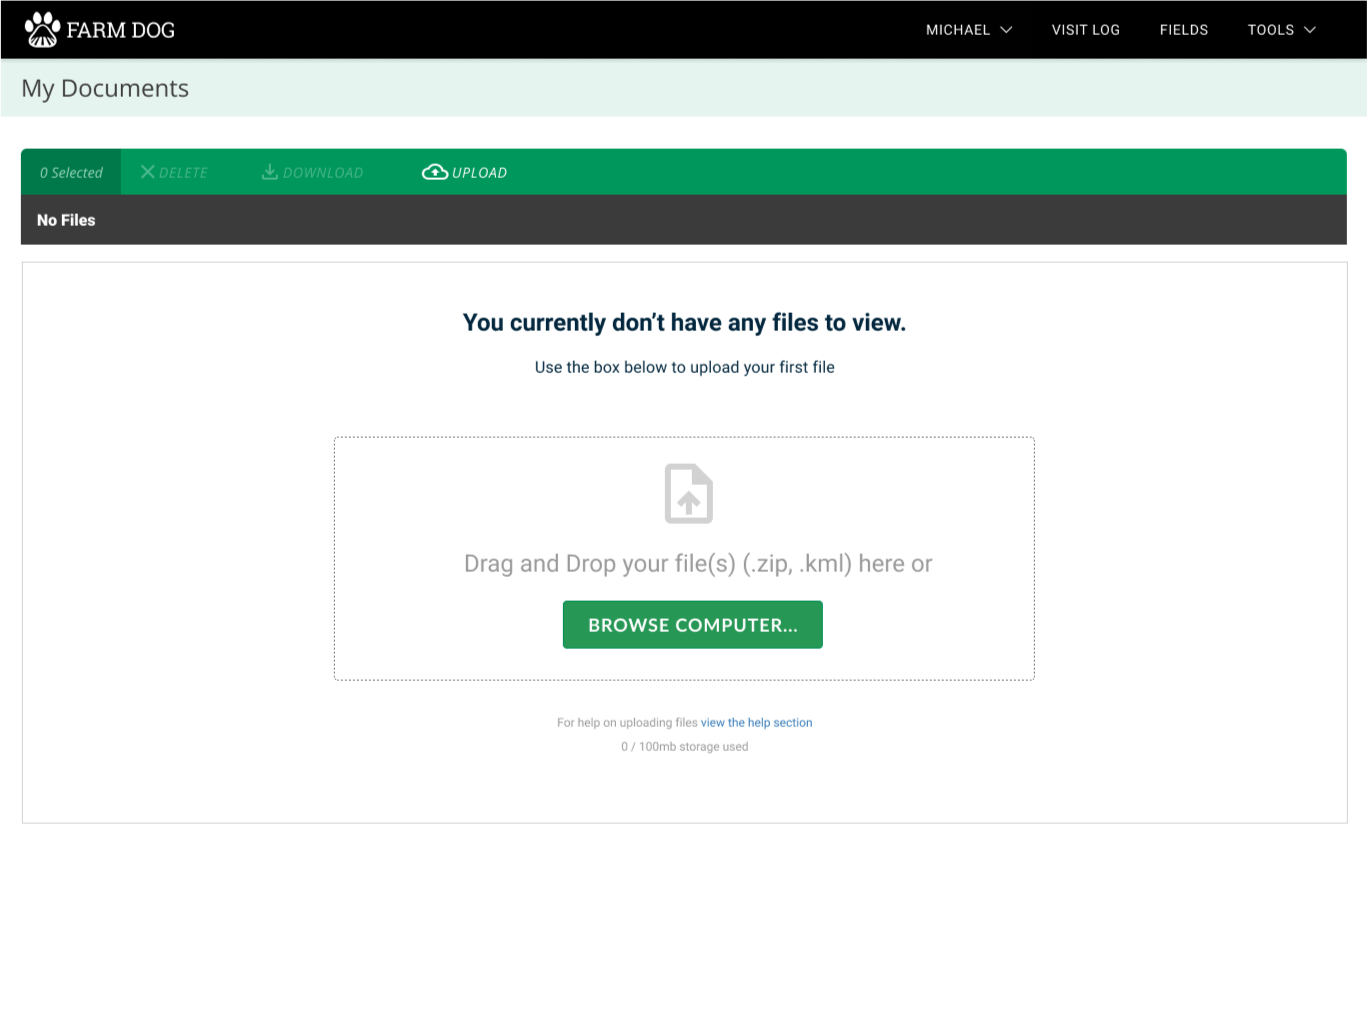 FARM DOG
MICHAEL VISIT LOG FIELDS TOOLS
My Documents
0 Selected DELETE DOWNLOAD UPLOAD
No Files
You currently don’t have any files to view.
Use the box below to upload your first file
Drag and Drop your file(s) (.zip, .kml) here or
BROWSE COMPUTER...
For help on uploading files view the help section
0 / 100mb storage used